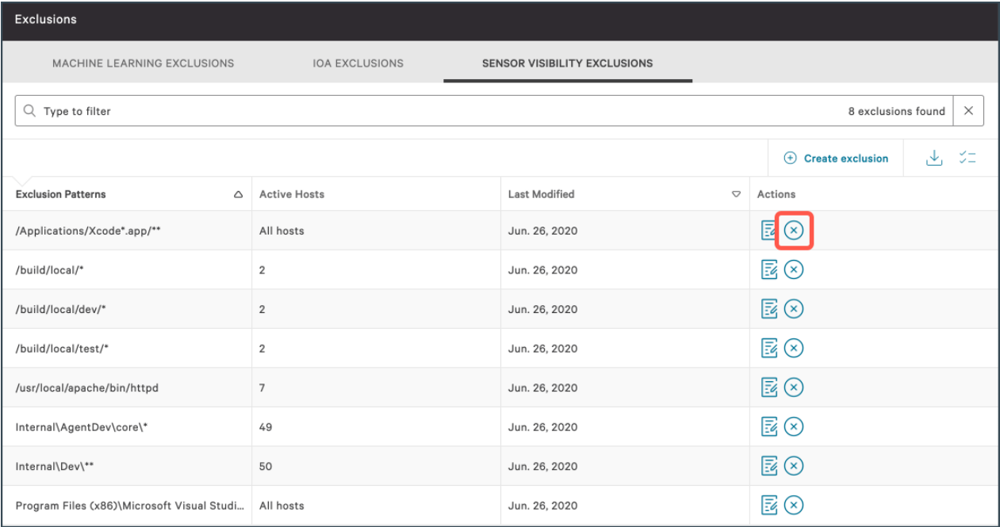 Exclusions
MACHINE LEARNING EXCLUSIONS IOA EXCLUSIONS SENSOR VISIBILITY EXCLUSIONS
Type to filter 8 exclusions found
Create exclusion
Exclusion Patterns Active Hosts Last Modified Actions
/Applications/Xcode*.app/** All hosts Jun. 26, 2020
/build/local/* 2 Jun. 26, 2020
/build/local/dev/* 2 Jun. 26, 2020
/build/local/test/* 2 Jun. 26, 2020
/usr/local/apache/bin/httpd 7 Jun. 26, 2020
Internal\AgentDev\core\* 49 Jun. 26, 2020
Internal\Dev\** 50 Jun. 26, 2020
Program Files (x86)\Microsoft Visual Studi... All hosts Jun. 26, 2020